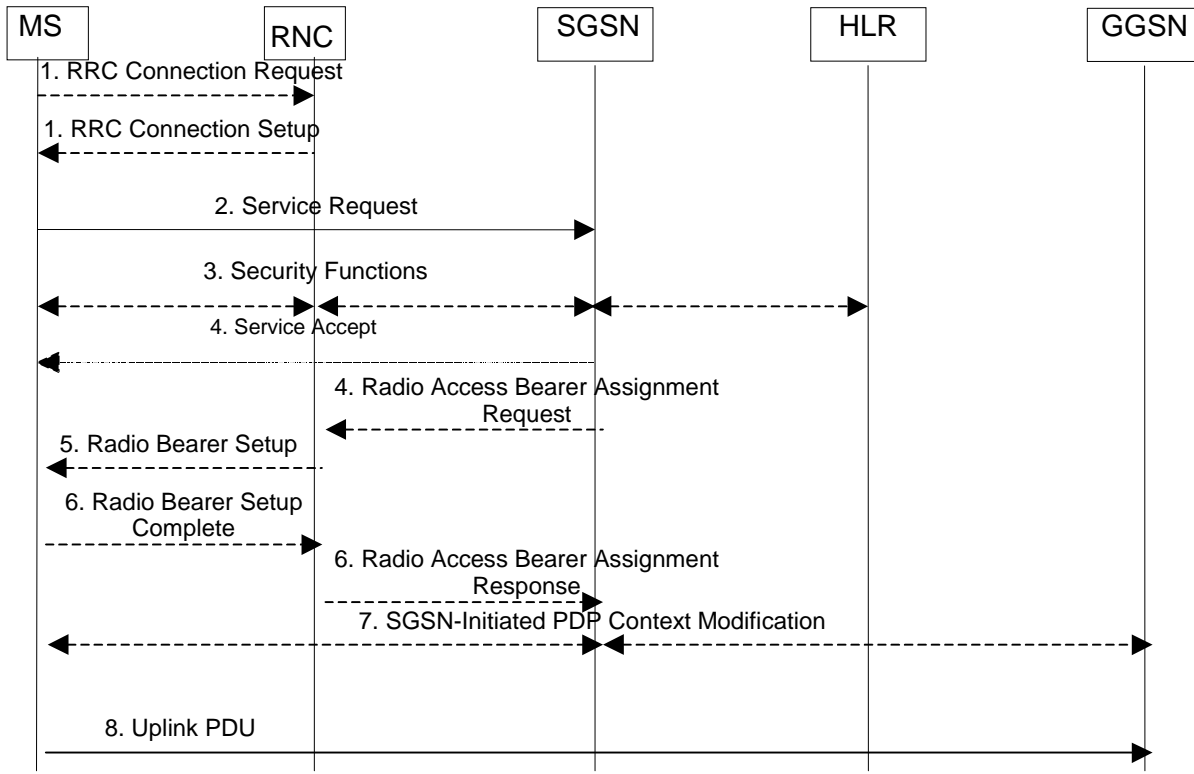 MS
RNC
SGSN
HLR
GGSN
1. RRC Connection Request
1. RRC Connection Setup
2. Service Request
3. Security Functions
4. Service Accept
4. Radio Access Bearer Assignment
Request
5. Radio Bearer Setup
6. Radio Bearer Setup
Complete
6. Radio Access Bearer Assignment
Response
7. SGSN-Initiated PDP Context Modification
8. Uplink PDU